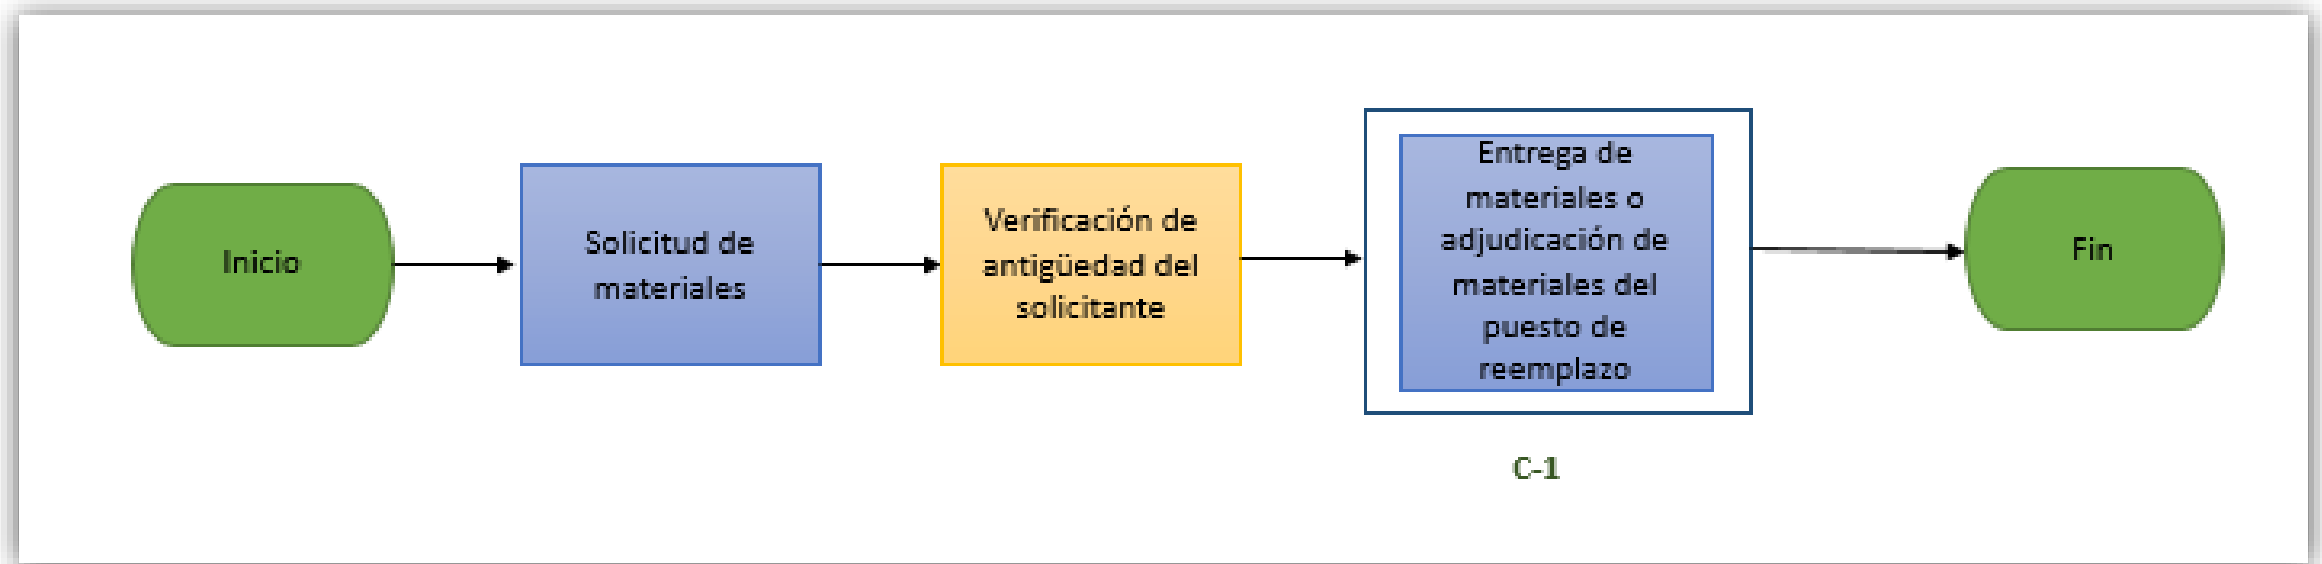 Inicio
Solicitud de
materiales
Verificación de
antigüedad del
solicitante
Entrega de
materiales o
adjudicación de
materiales del
puesto de
reemplazo
C-1
Fin